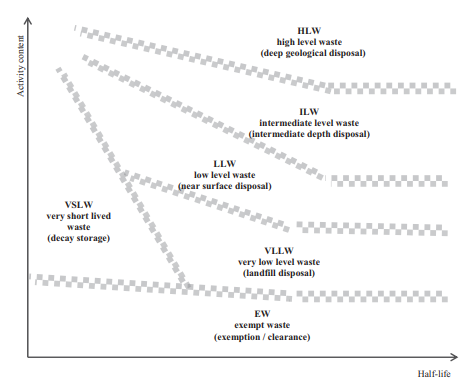 HLW
high level waste
(deep geological disposal)
Activity content
ILW
intermediate level waste
(intermediate depth disposal)
LLW
low level waste
(near surface disposal)
VSLW
very short lived
waste
(decay storage)
VLLW
very low level waste
(landfill disposal)
EW
exempt waste
(exemption / clearance)
Half-life